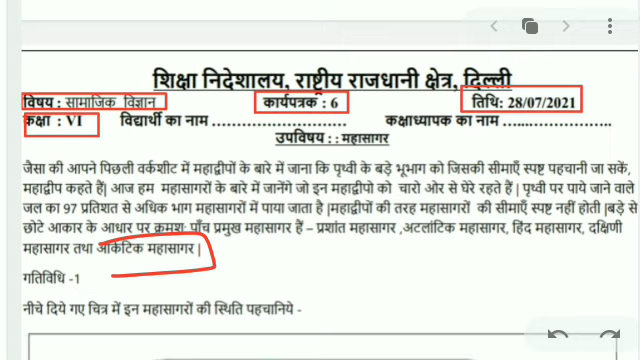 शिक्षा निदेशालय, राष्ट्रीय राजधानी क्षेत्र, दिल्ली
विषय : सामाजिक विज्ञान कार्यपत्रक : 6 तिथि: 28/07/2021
कक्षा : VI विद्यार्थी का नाम ........................... कक्षाध्यापक का नाम ......................
उपविषय : : महासागर
जैसा की आपने पिछली वर्कशीट में महाद्वीपों के बारे में जाना कि पृथ्वी के बड़े भूभाग को जिसकी सीमाएँ स्पष्ट पहचानी जा सकें,
महाद्वीप कहते हैं| आज हम महासागरों के बारे में जानेंगे जो इन महाद्वीपो को चारो ओर से घेरे रहते हैं | पृथ्वी पर पाये जाने वाले
जल का 97 प्रतिशत से अधिक भाग महासागरों में पाया जाता है |महाद्वीपों की तरह महासागरों की सीमाएँ स्पष्ट नहीं होती |बड़े से
छोटे आकार के आधार पर क्रमश: पाँच प्रमुख महासागर हैं – प्रशांत महासागर ,अटलांटिक महासागर, हिंद महासागर, दक्षिणी
महासागर तथा आर्कटिक महासागर |
गतिविधि -1
नीचे दिये गए चित्र में इन महासागरों की स्थिति पहचानिये -